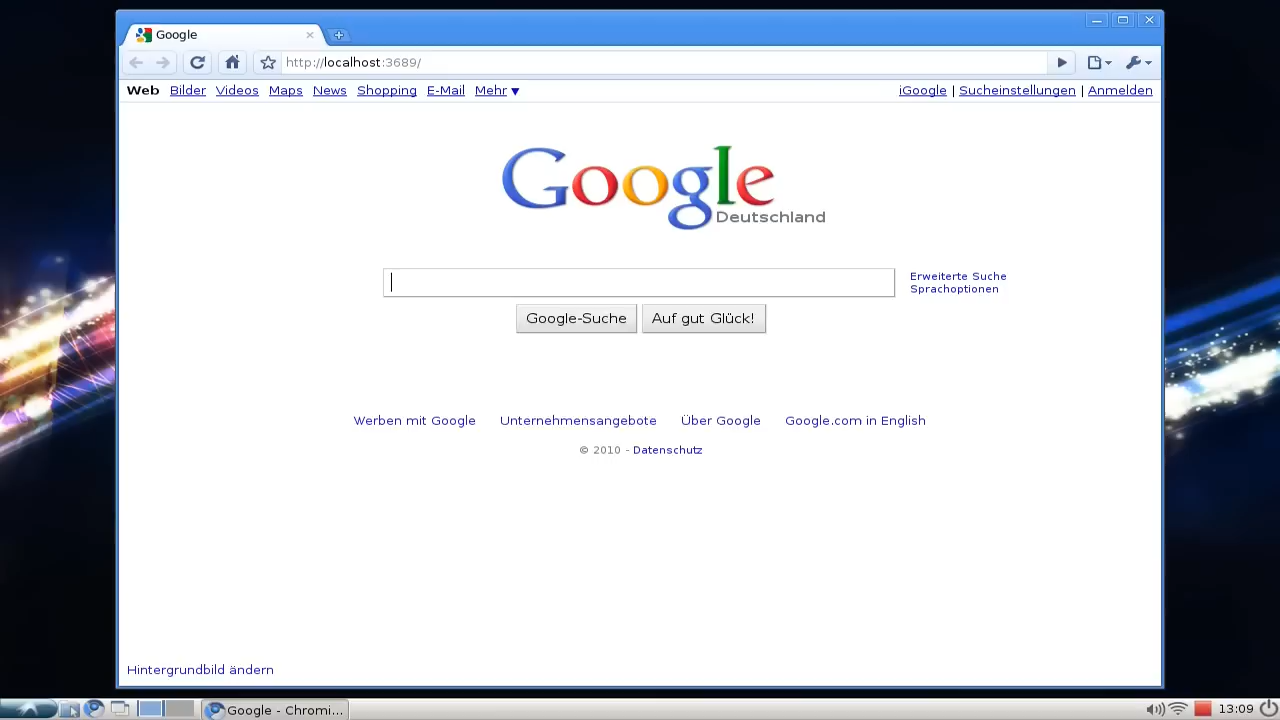 Google
http://localhost:3689/
Web Bilder Videos Maps News Shopping E-Mail Mehr ▼ iGoogle | Sucheinstellungen | Anmelden
Google
Deutschland
Erweiterte Suche
Sprachoptionen
Google-Suche Auf gut Glück!
Werben mit Google Unternehmensangebote Über Google Google.com in English
© 2010 - Datenschutz
Hintergrundbild ändern
Google - Chromi... 13:09